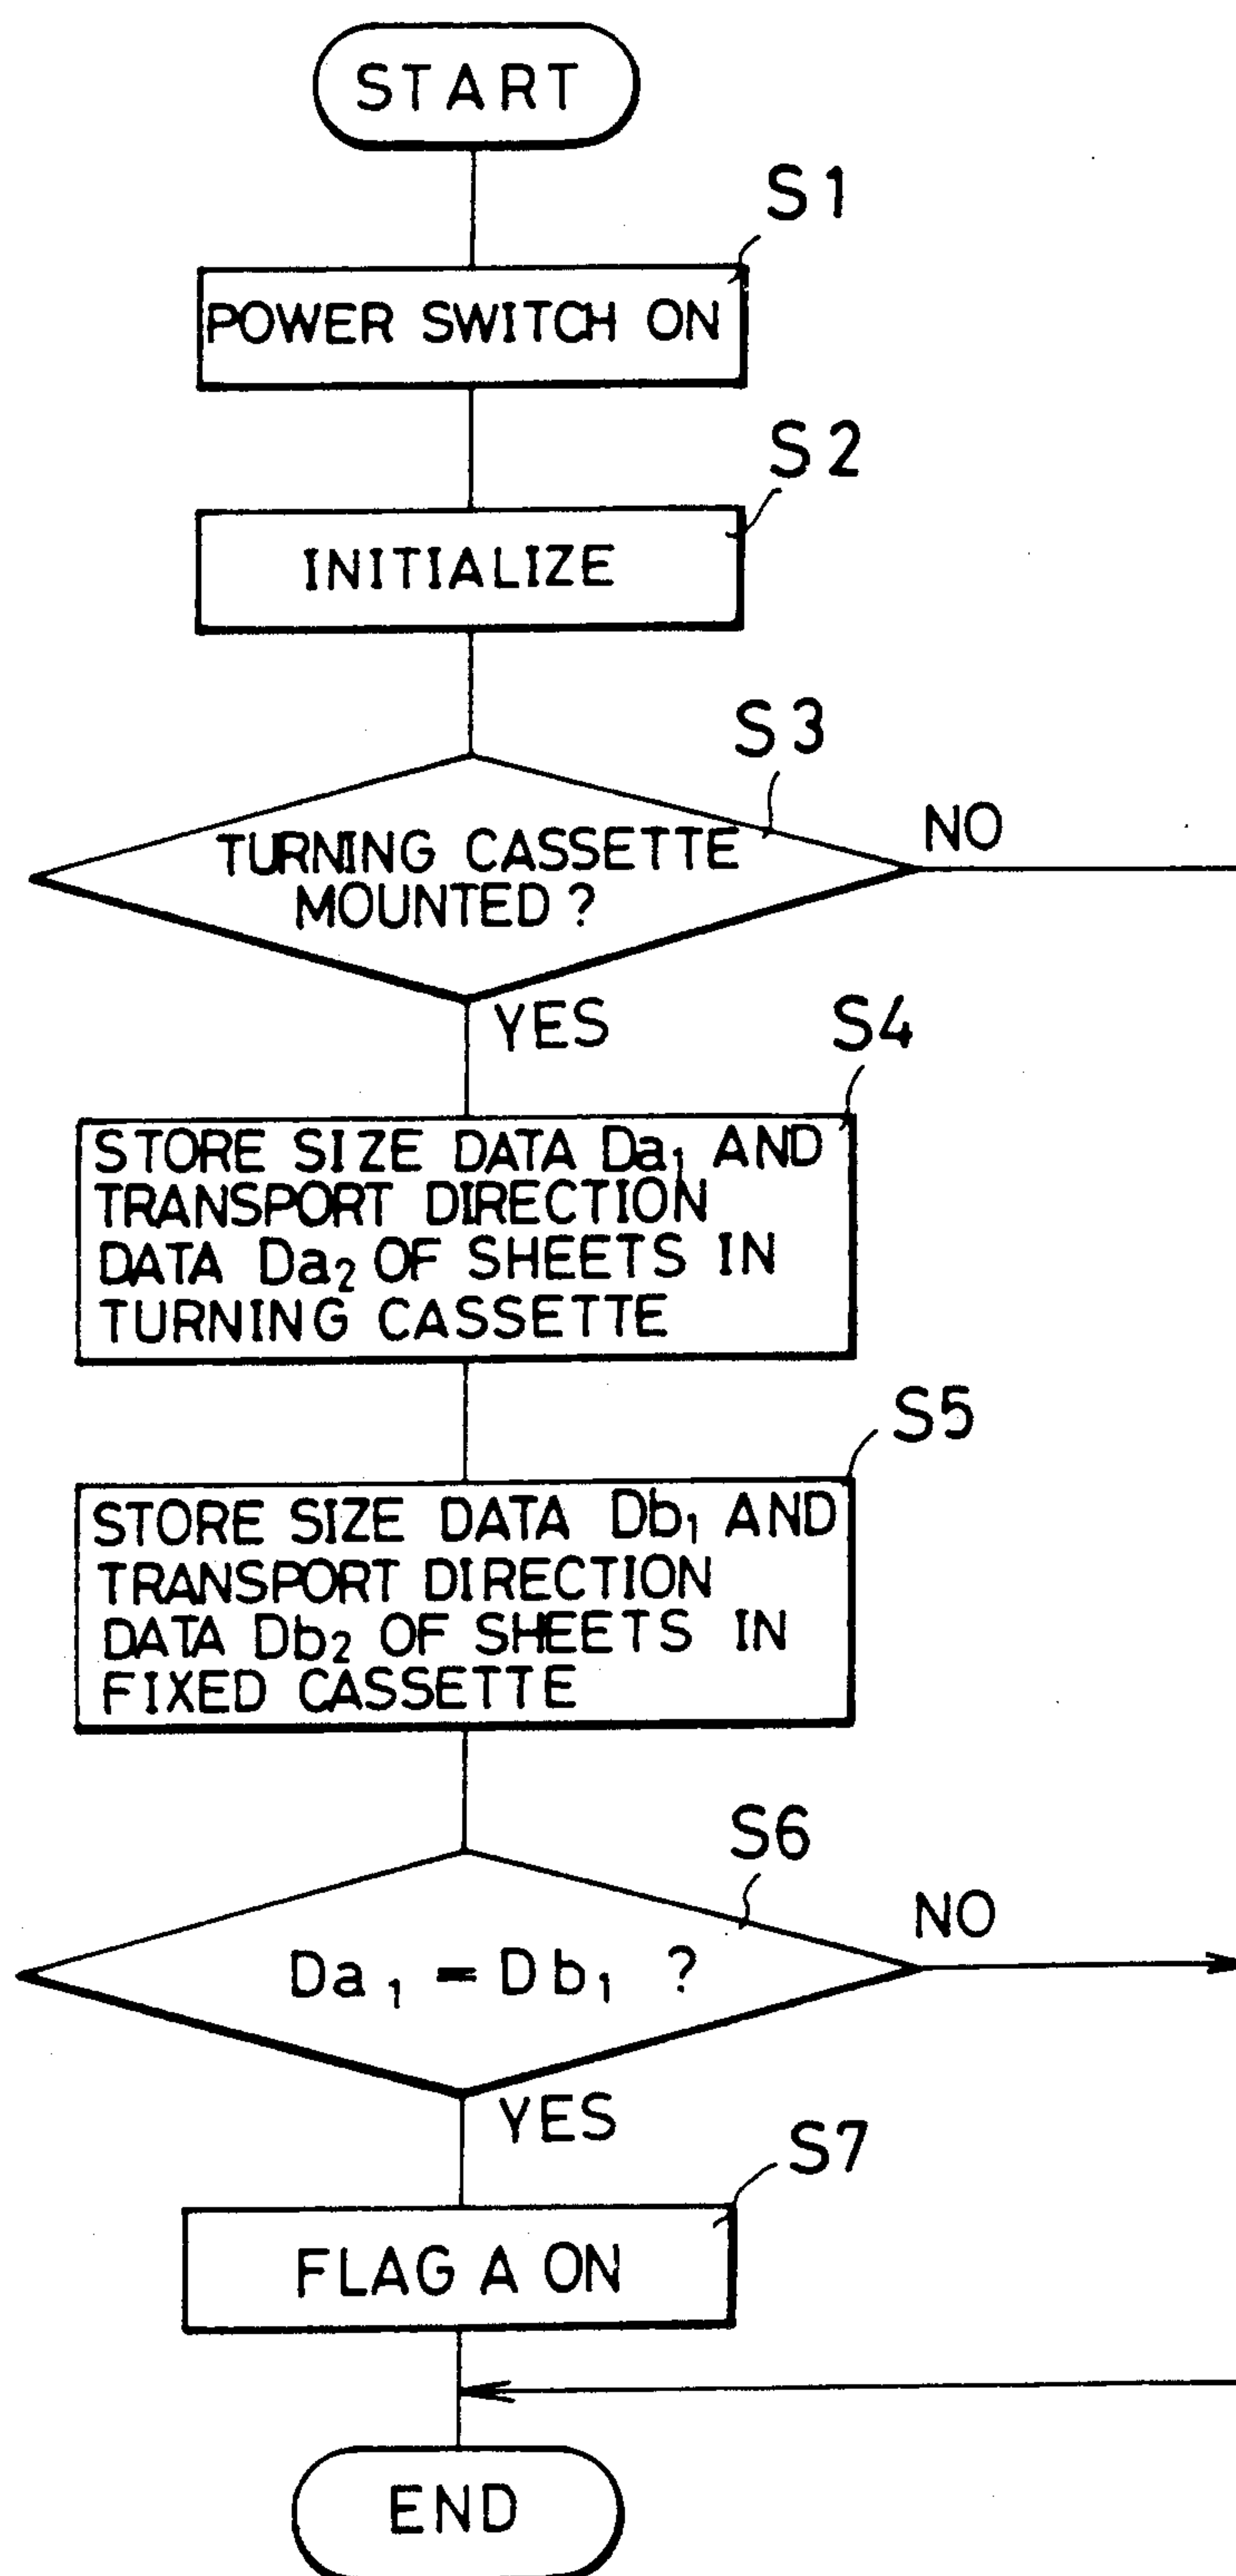 START
S1
POWER SWITCH ON
S2
INITIALIZE
S3
TURNING CASSETTE
MOUNTED ?
NO
YES
S4
STORE SIZE DATA Da₁ AND
TRANSPORT DIRECTION
DATA Da₂ OF SHEETS IN
TURNING CASSETTE
S5
STORE SIZE DATA Db₁ AND
TRANSPORT DIRECTION
DATA Db₂ OF SHEETS IN
FIXED CASSETTE
S6
Da₁ = Db₁ ?
NO
YES
S7
FLAG A ON
END